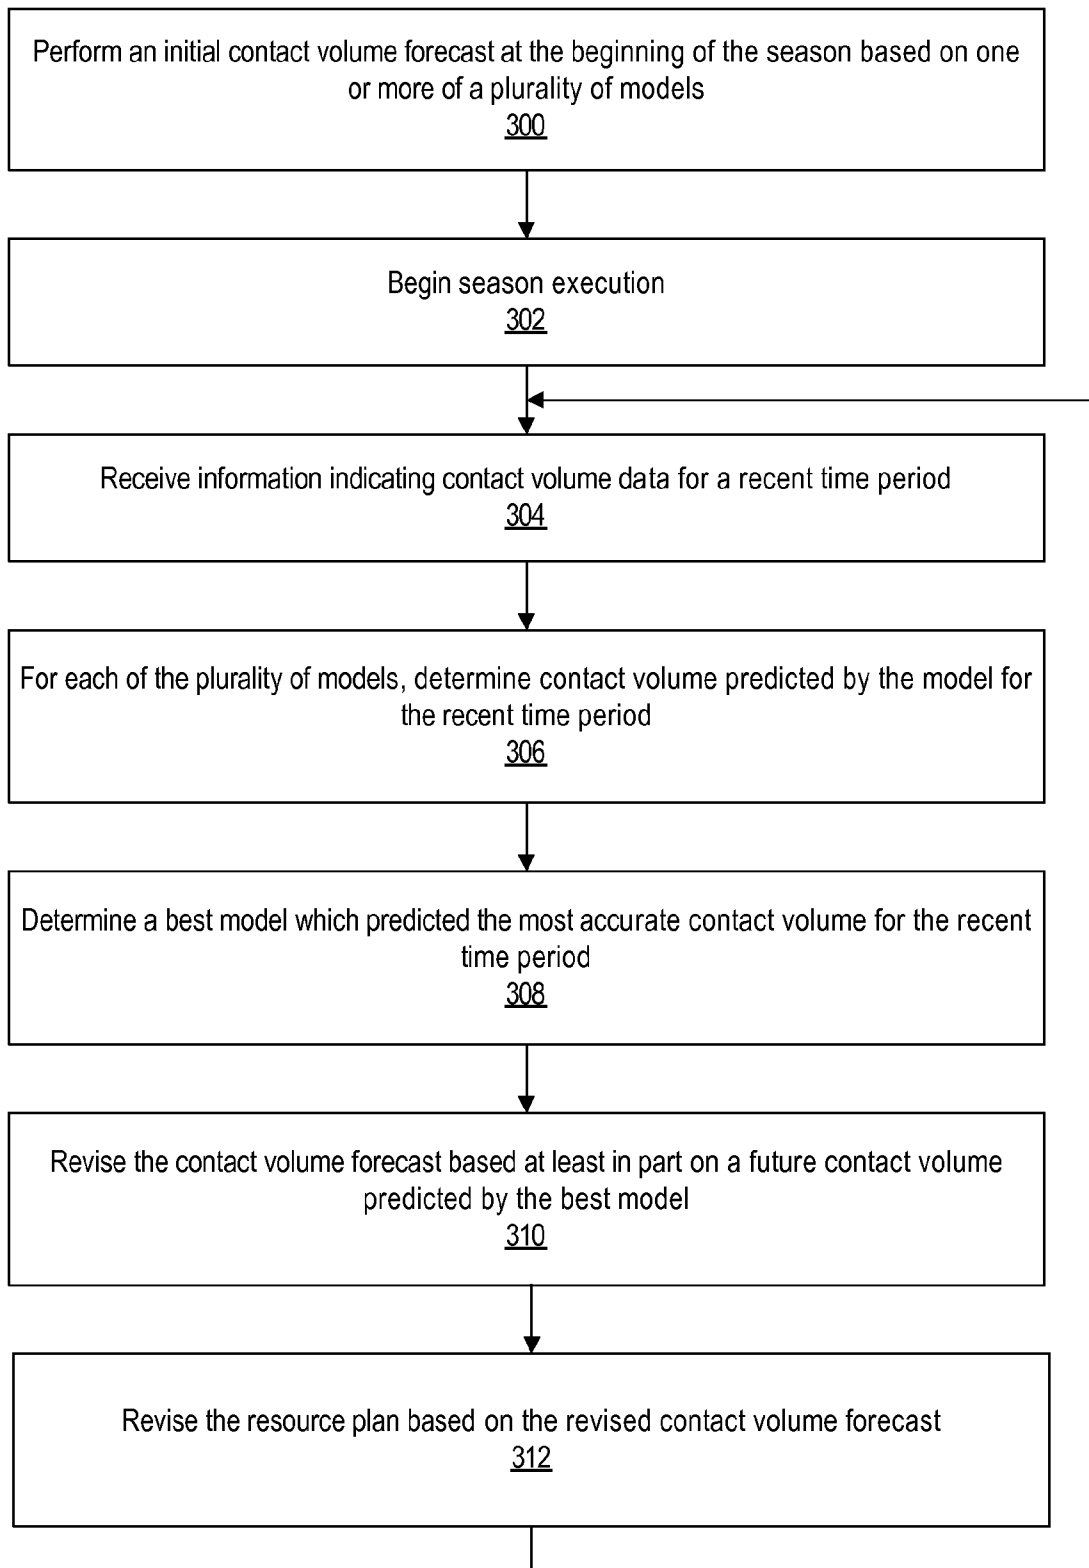 Perform an initial contact volume forecast at the beginning of the season based on one
or more of a plurality of models
300
Begin season execution
302
Receive information indicating contact volume data for a recent time period
304
For each of the plurality of models, determine contact volume predicted by the model for
the recent time period
306
Determine a best model which predicted the most accurate contact volume for the recent
time period
308
Revise the contact volume forecast based at least in part on a future contact volume
predicted by the best model
310
Revise the resource plan based on the revised contact volume forecast
312